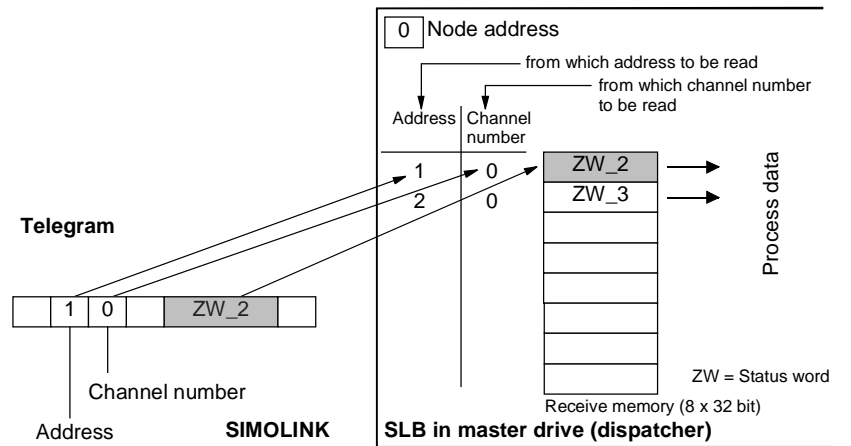 0 Node address
from which address to be read
from which channel number
to be read
Address Channel
number
1 0 ZW_2
2 0 ZW_3
Process data
Telegram
1 0 ZW_2
Channel number
Address
SIMOLINK
ZW = Status word
Receive memory (8 x 32 bit)
SLB in master drive (dispatcher)